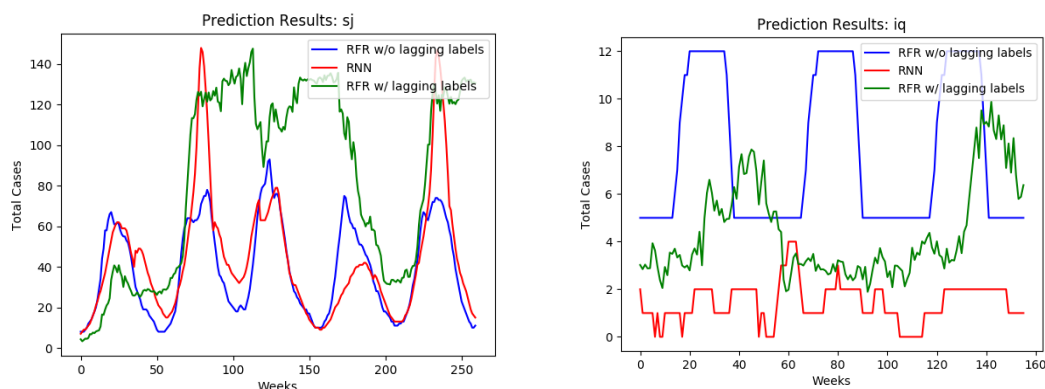 Prediction Results: sj
RFR w/o lagging labels
RNN
RFR w/ lagging labels
Total Cases
140
120
100
80
60
40
20
0
0 50 100 150 200 250
Weeks
Prediction Results: iq
RFR w/o lagging labels
RNN
RFR w/ lagging labels
Total Cases
12
10
8
6
4
2
0
0 20 40 60 80 100 120 140 160
Weeks